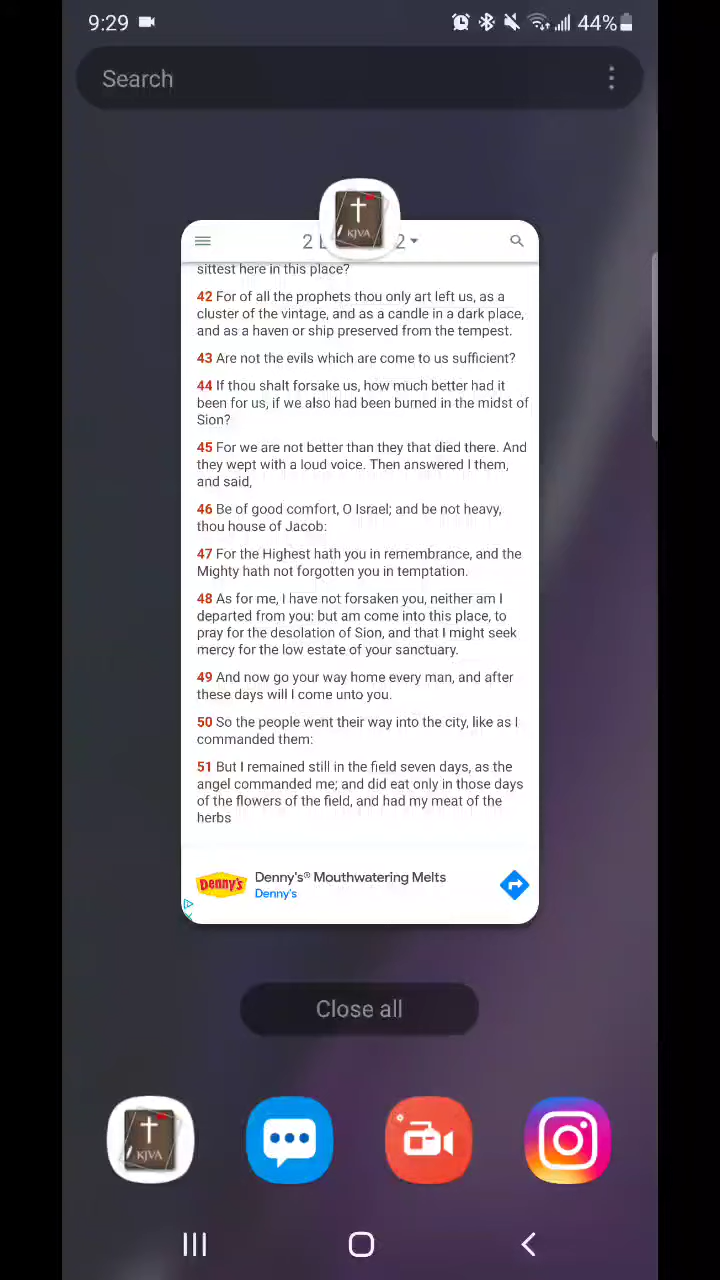 9:29
44%
Search
KJVA
2
2
sittest here in this place?
42 For of all the prophets thou only art left us, as a
cluster of the vintage, and as a candle in a dark place,
and as a haven or ship preserved from the tempest.
43 Are not the evils which are come to us sufficient?
44 If thou shalt forsake us, how much better had it
been for us, if we also had been burned in the midst of
Sion?
45 For we are not better than they that died there. And
they wept with a loud voice. Then answered I them,
and said,
46 Be of good comfort, O Israel; and be not heavy,
thou house of Jacob:
47 For the Highest hath you in remembrance, and the
Mighty hath not forgotten you in temptation.
48 As for me, I have not forsaken you, neither am I
departed from you: but am come into this place, to
pray for the desolation of Sion, and that I might seek
mercy for the low estate of your sanctuary.
49 And now go your way home every man, and after
these days will I come unto you.
50 So the people went their way into the city, like as I
commanded them:
51 But I remained still in the field seven days, as the
angel commanded me; and did eat only in those days
of the flowers of the field, and had my meat of the
herbs
Denny's
Denny's® Mouthwatering Melts
Denny's
Close all
KJVA